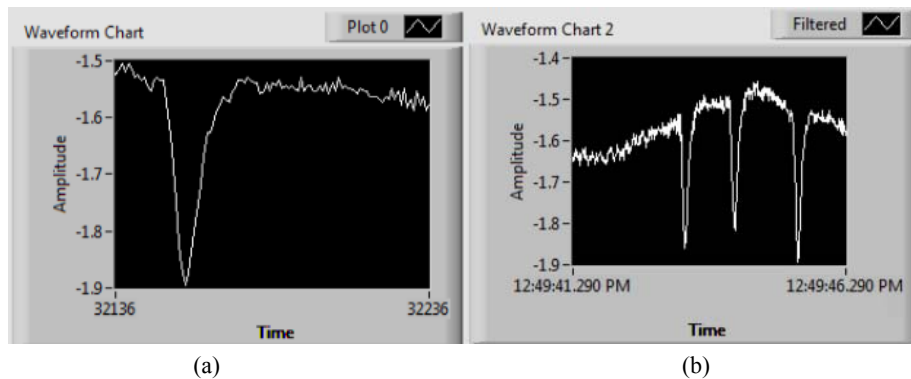 Waveform Chart
Plot 0
-1.5
-1.6
-1.7
-1.8
-1.9
Amplitude
32136
32236
Time
(a)
Waveform Chart 2
Filtered
-1.4
-1.5
-1.6
-1.7
-1.8
-1.9
Amplitude
12:49:41.290 PM
12:49:46.290 PM
Time
(b)